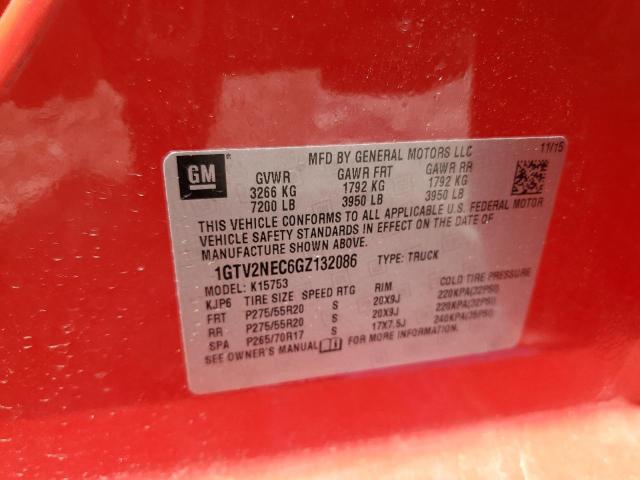 GM
MFD BY GENERAL MOTORS LLC 11/15
GVWR GAWR FRT GAWR RR
3266 KG 1792 KG 1792 KG
7200 LB 3950 LB 3950 LB
THIS VEHICLE CONFORMS TO ALL APPLICABLE U.S. FEDERAL MOTOR
VEHICLE SAFETY STANDARDS IN EFFECT ON THE DATE OF
MANUFACTURE SHOWN ABOVE.
1GTV2NEC6GZ132086 TYPE: TRUCK
MODEL: K15753
KJP6 TIRE SIZE SPEED RTG RIM COLD TIRE PRESSURE
FRT P275/55R20 S 20X9J 220KPA(32PSI)
RR P275/55R20 S 20X9J 220KPA(32PSI)
SPA P265/70R17 S 17X7.5J 240KPA(35PSI)
SEE OWNER'S MANUAL FOR MORE INFORMATION.